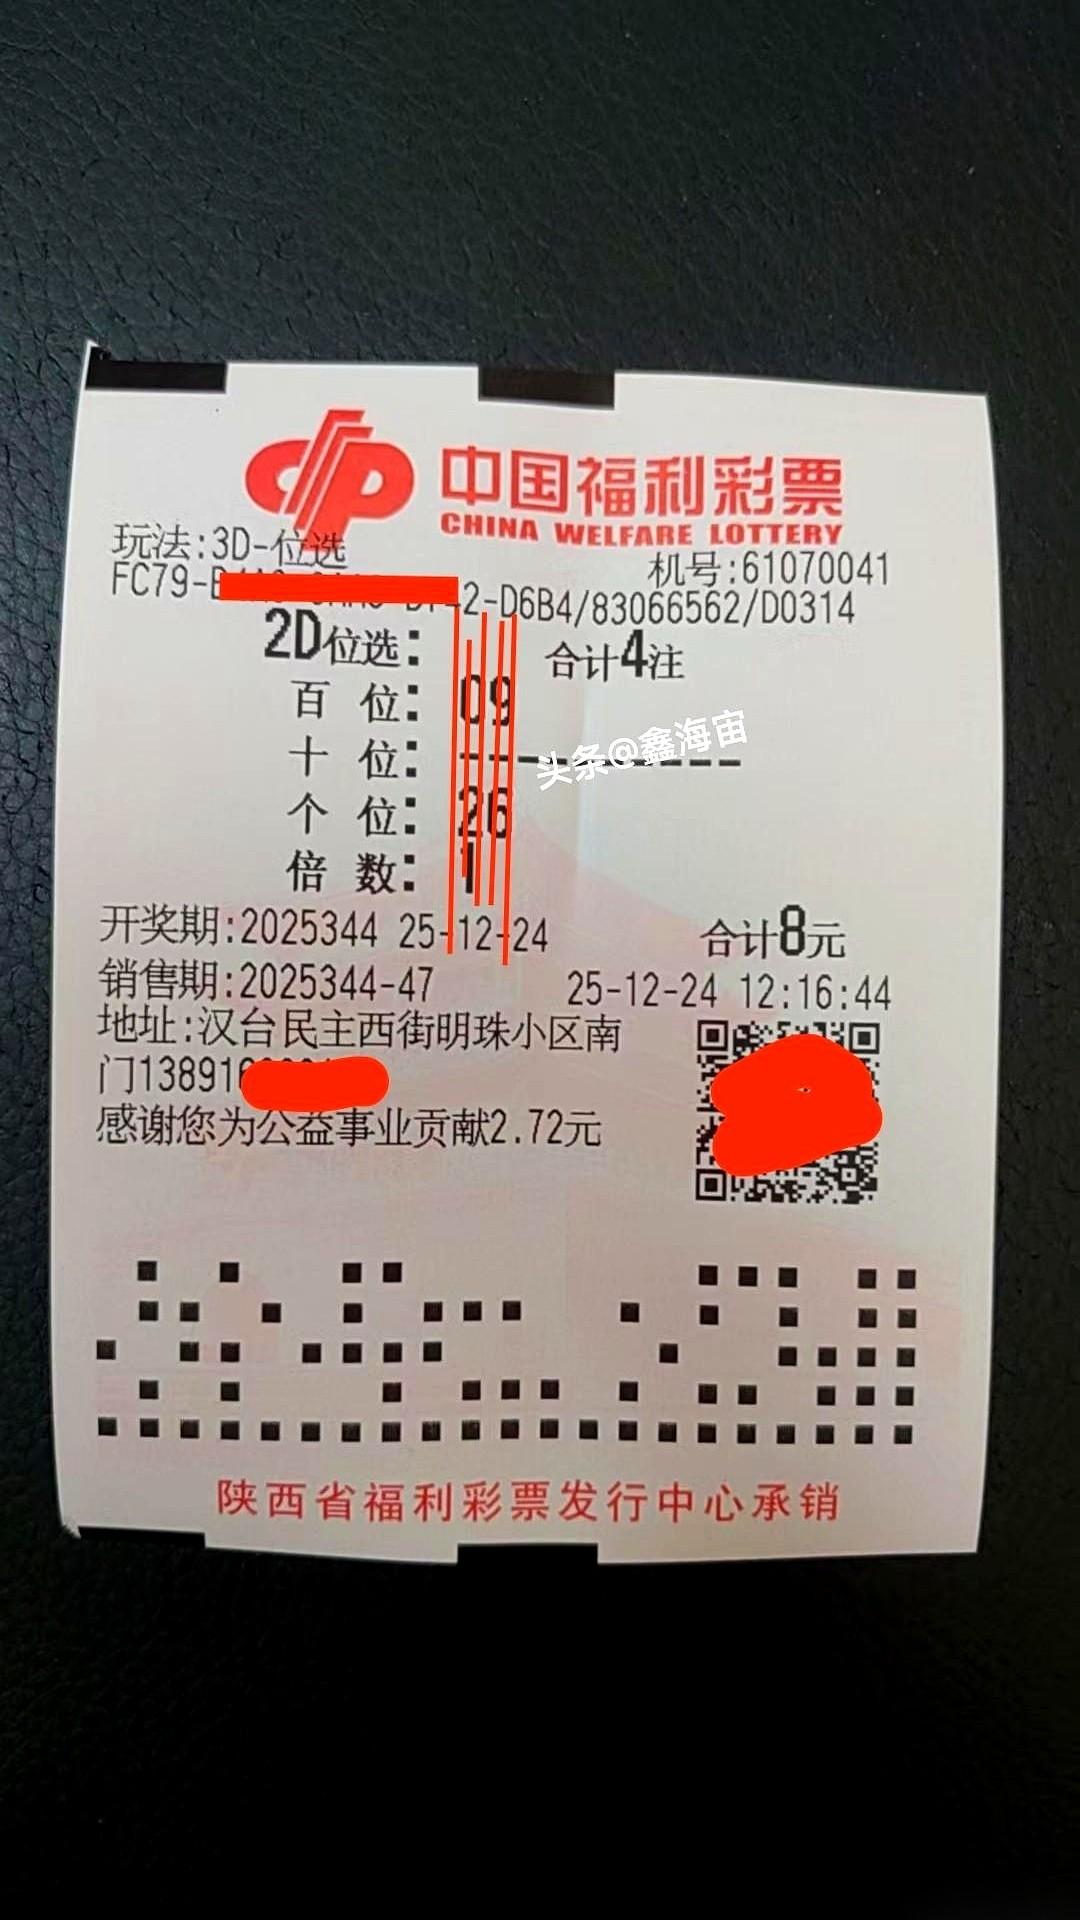 中国福利彩票
CHINA WELFARE LOTTERY
玩法:3D-位选
机号:61070041
FC79- 2-D6B4/83066562/D0314
2D位选: 合计4注
百 位: 09
十 位: ----------
头条@鑫海宙
个 位: 26
倍 数: 1
开奖期:2025344 25-12-24 合计8元
销售期:2025344-47 25-12-24 12:16:44
地址:汉台民主西街明珠小区南
门13891
感谢您为公益事业贡献2.72元
陕西省福利彩票发行中心承销